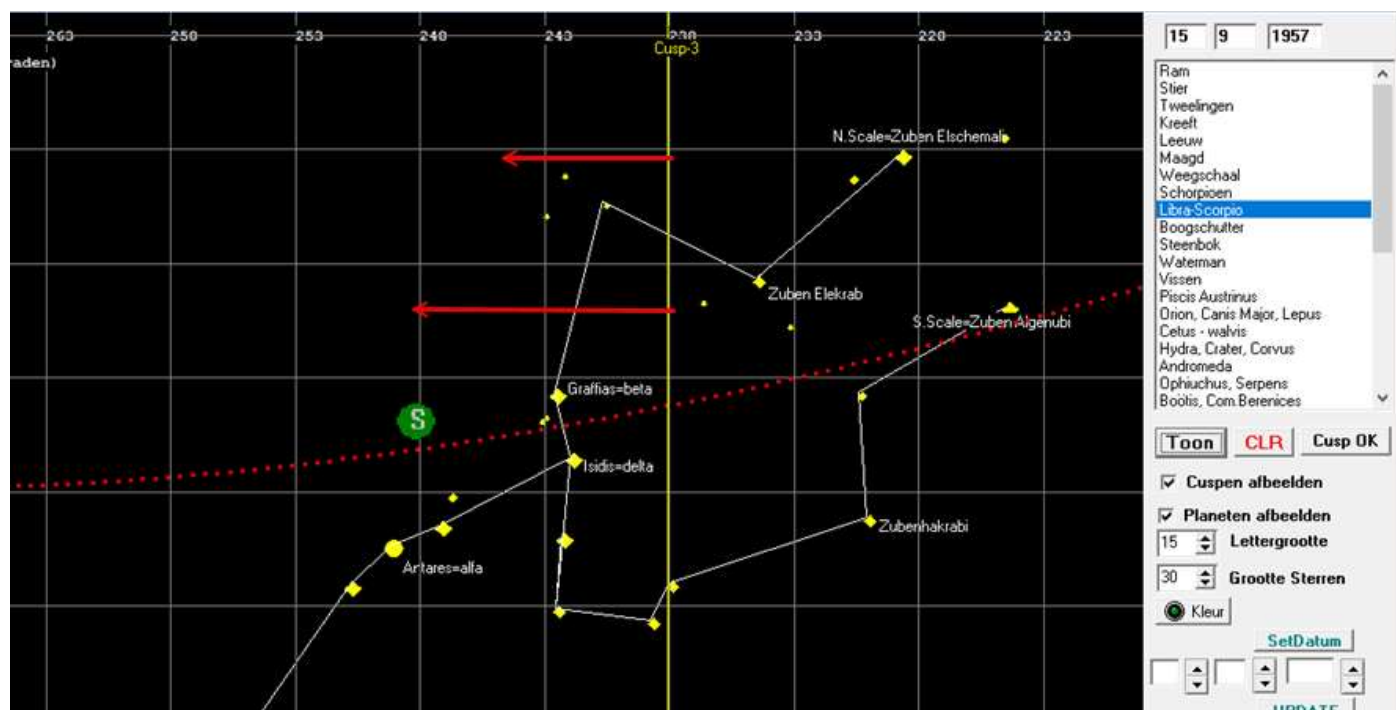 263 250 253 240 243 230 233 220 223
raden)
Cusp-3
N.Scale=Zuben Elschemali
Zuben Elekrab
S.Scale=Zuben Algenubi
Graffias=beta
S
Isidis=delta
Zubenhakrabi
Antares=alfa
15 9 1957
Ram
Stier
Tweelingen
Kreeft
Leeuw
Maagd
Weegschaal
Schorpioen
Libra-Scorpio
Boogschutter
Steenbok
Waterman
Vissen
Piscis Austrinus
Orion, Canis Major, Lepus
Cetus - walvis
Hydra, Crater, Corvus
Andromeda
Ophiuchus, Serpens
Boötis, Com.Berenices
Toon CLR Cusp OK
Cuspen afbeelden
Planeten afbeelden
15 Lettergrootte
30 Grootte Sterren
Kleur
SetDatum
UPDATE